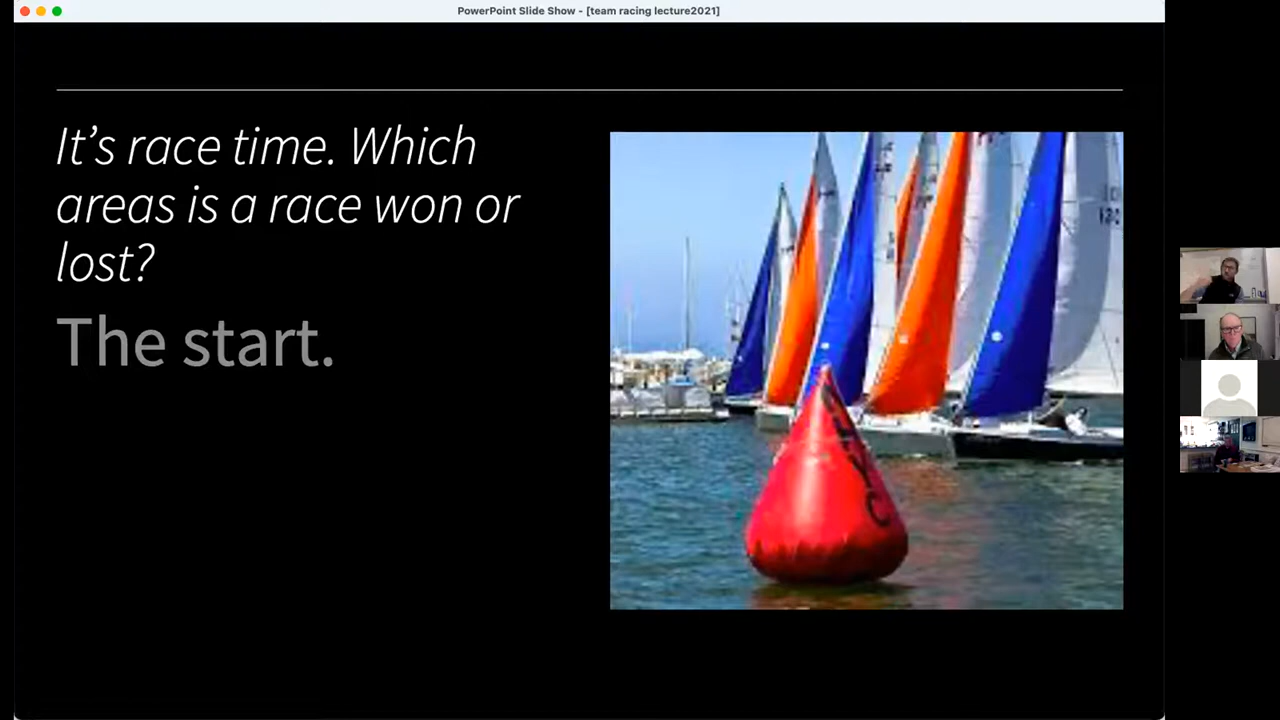 PowerPoint Slide Show - [team racing lecture2021]
It's race time. Which
areas is a race won or
lost?
The start.